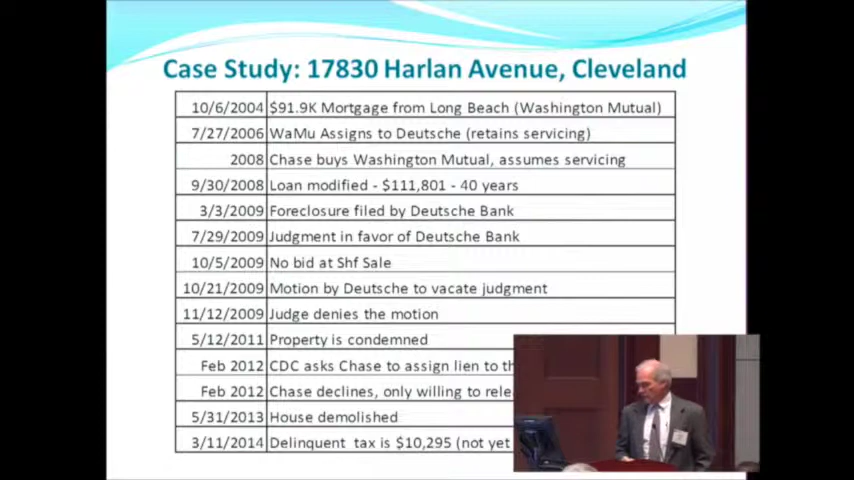 Case Study: 17830 Harlan Avenue, Cleveland
10/6/2004 $91.9K Mortgage from Long Beach (Washington Mutual)
7/27/2006 WaMu Assigns to Deutsche (retains servicing)
2008 Chase buys Washington Mutual, assumes servicing
9/30/2008 Loan modified - $111,801 - 40 years
3/3/2009 Foreclosure filed by Deutsche Bank
7/29/2009 Judgment in favor of Deutsche Bank
10/5/2009 No bid at Shf Sale
10/21/2009 Motion by Deutsche to vacate judgment
11/12/2009 Judge denies the motion
5/12/2011 Property is condemned
Feb 2012 CDC asks Chase to assign lien to
Feb 2012 Chase declines, only willing to
5/31/2013 House demolished
3/11/2014 Delinquent tax is $10,295 (not yet